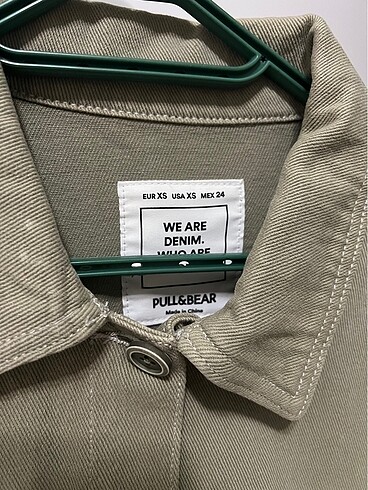 EUR XS USA XS MEX 24
WE ARE
DENIM.
WHO ARE
PULL&BEAR
Made in China